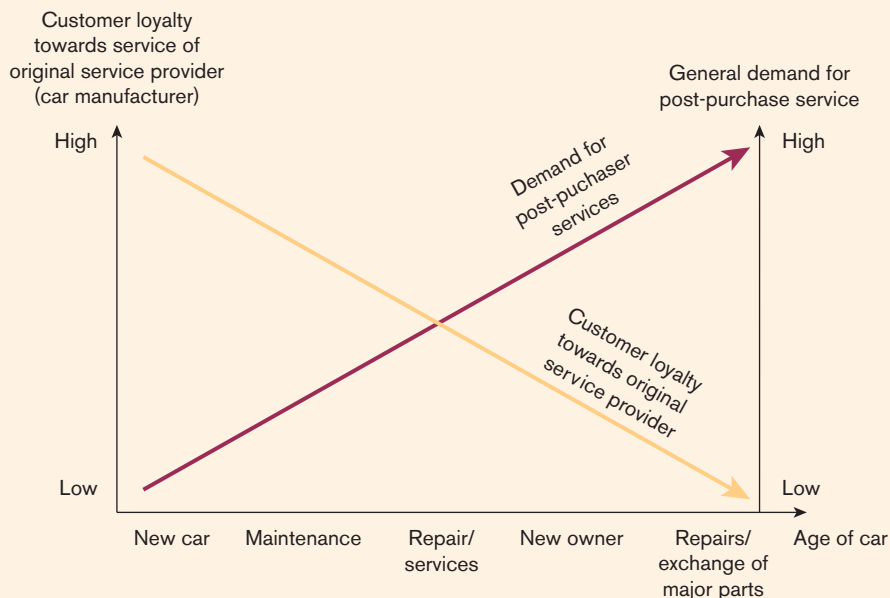 Customer loyalty
towards service of
original service provider
(car manufacturer)
General demand for
post-purchase service
High
High
Demand for
post-puchaser
services
Customer loyalty
towards original
service provider
Low
Low
New car
Maintenance
Repair/
services
New owner
Repairs/
exchange of
major parts
Age of car